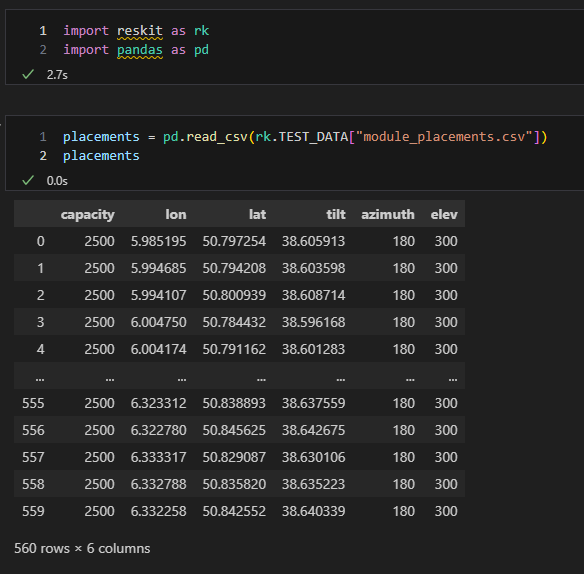 1 import reskit as rk
2 import pandas as pd
✓ 2.7s
1 placements = pd.read_csv(rk.TEST_DATA["module_placements.csv"])
2 placements
✓ 0.0s
capacity lon lat tilt azimuth elev
0 2500 5.985195 50.797254 38.605913 180 300
1 2500 5.994685 50.794208 38.603598 180 300
2 2500 5.994107 50.800939 38.608714 180 300
3 2500 6.004750 50.784432 38.596168 180 300
4 2500 6.004174 50.791162 38.601283 180 300
... ... ... ... ... ... ...
555 2500 6.323312 50.838893 38.637559 180 300
556 2500 6.322780 50.845625 38.642675 180 300
557 2500 6.333317 50.829087 38.630106 180 300
558 2500 6.332788 50.835820 38.635223 180 300
559 2500 6.332258 50.842552 38.640339 180 300
560 rows × 6 columns